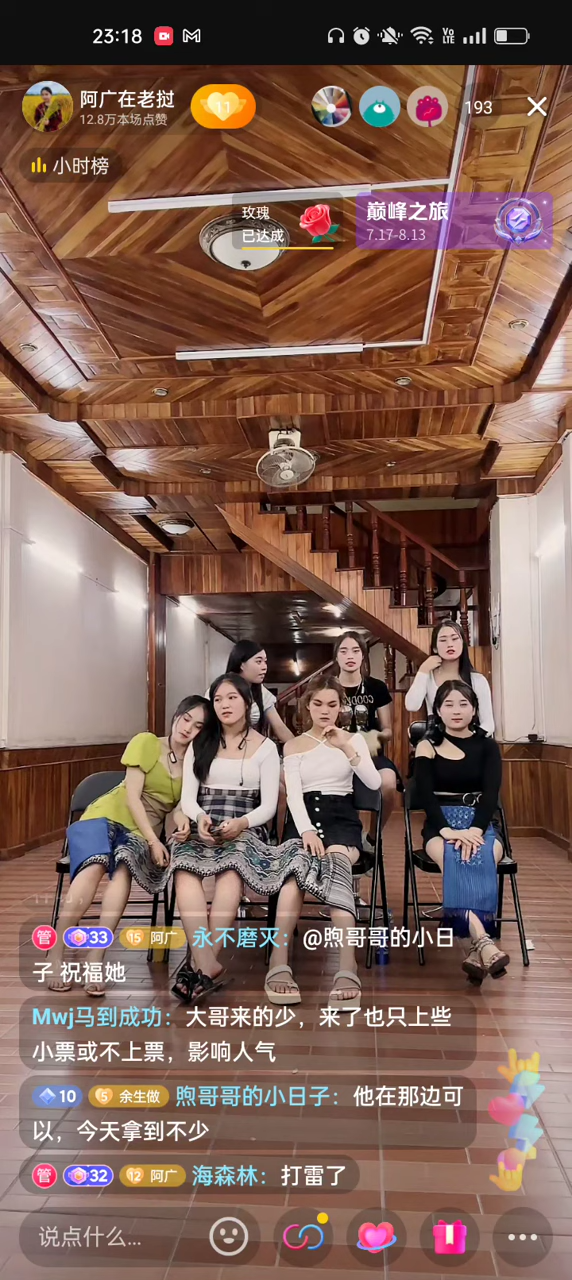 23:18
Vo
LTE
阿广在老挝
12.8万本场点赞
11
193
小时榜
玫瑰
已达成
巅峰之旅
7.17-8.13
管 33 15 阿广 永不磨灭：@煦哥哥的小日
子 祝福她
Mwj马到成功：大哥来的少，来了也只上些
小票或不上票，影响人气
10 5 余生做 煦哥哥的小日子：他在那边可
以，今天拿到不少
管 32 12 阿广 海森林：打雷了
说点什么...